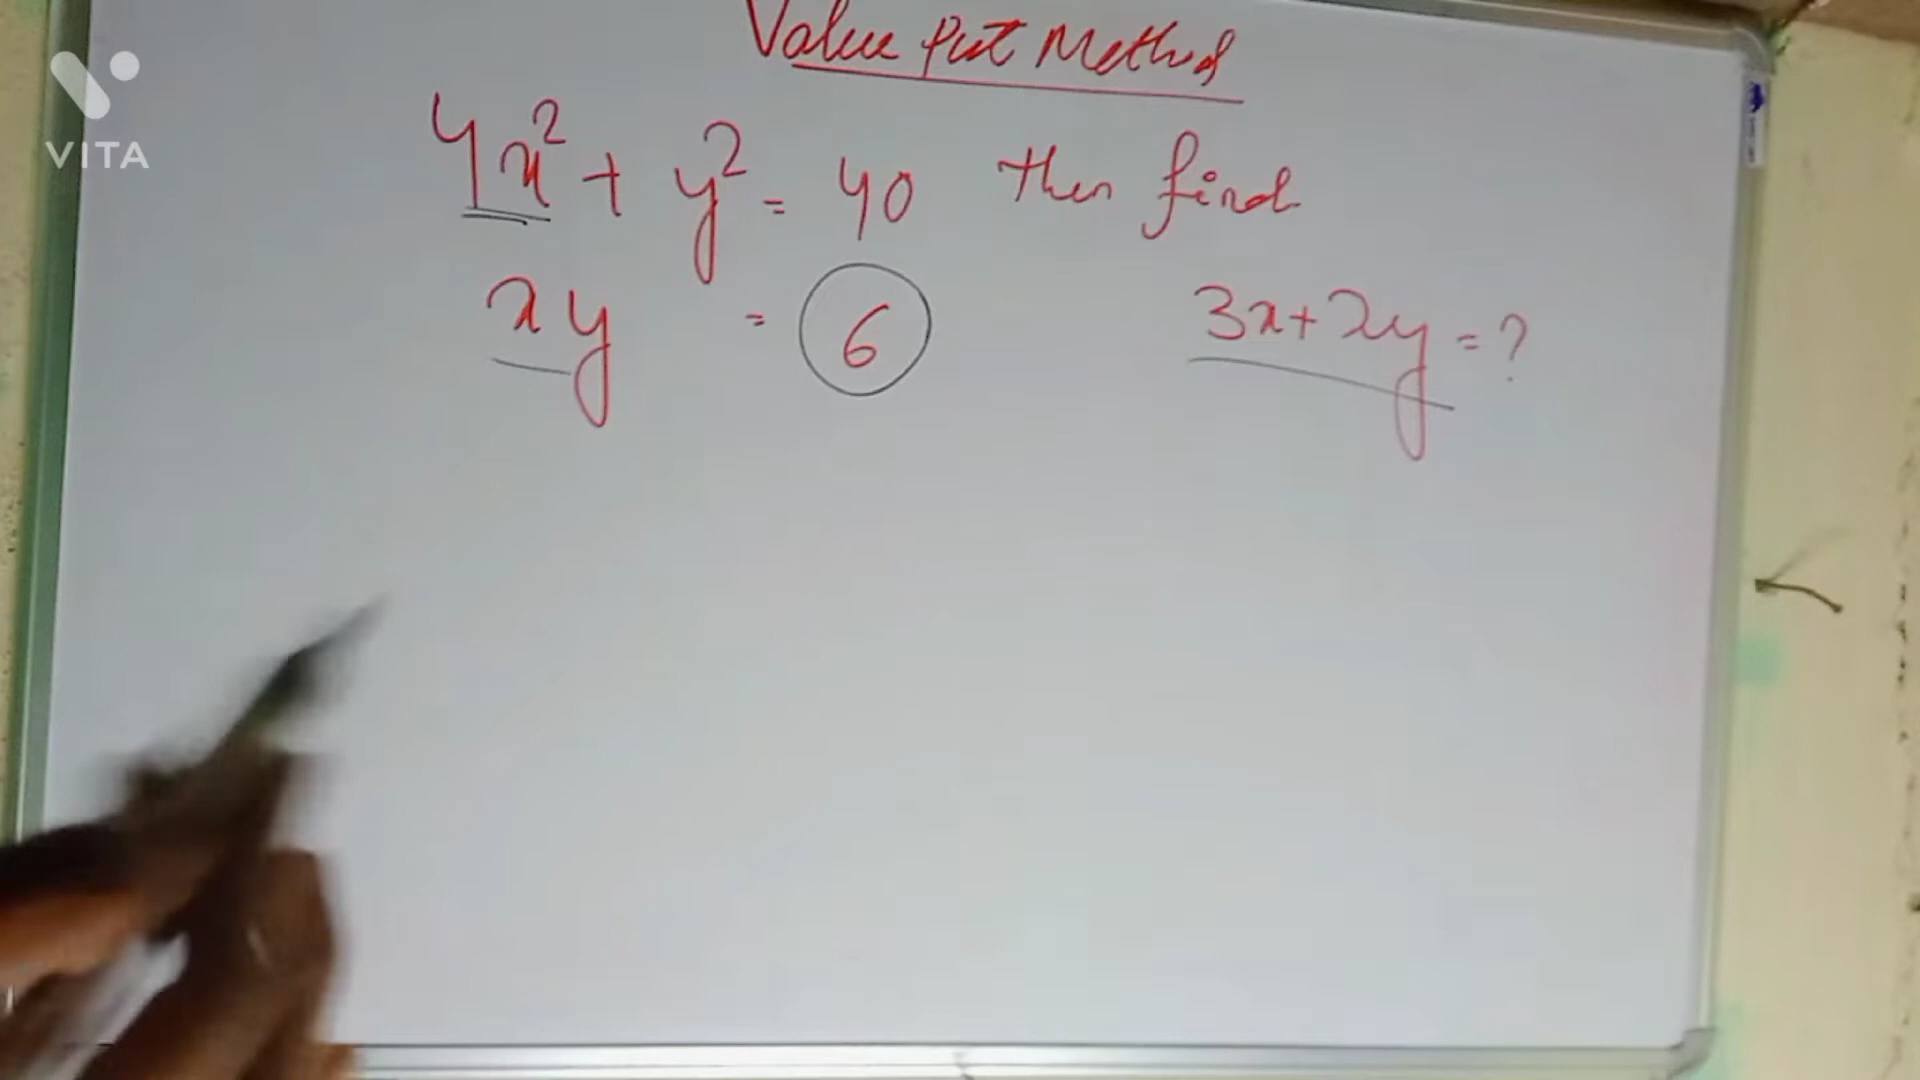 Value Put Method
VITA
4x² + y² = 40 then find
xy = 6 3x+2y = ?